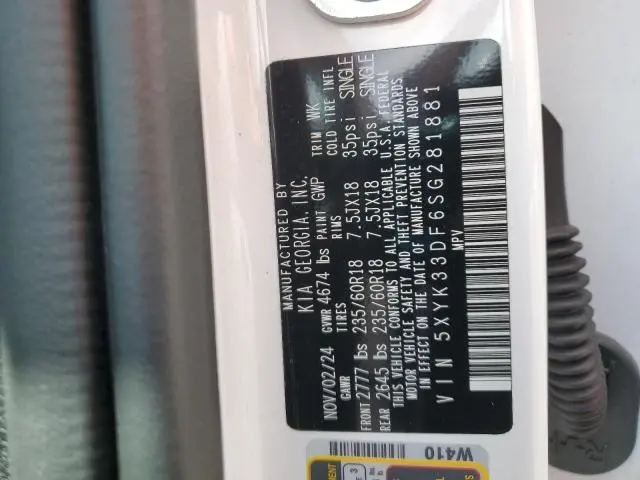 MANUFACTURED BY
KIA GEORGIA, INC.
NOV/02/24 GVWR 4674 lbs PAINT GWP TRIM WK
GAWR TIRES RIMS COLD TIRE INFL
FRONT 2777 lbs 235/60R18 7.5JX18 35psi SINGLE
REAR 2645 lbs 235/60R18 7.5JX18 35psi SINGLE
THIS VEHICLE CONFORMS TO ALL APPLICABLE U.S.A. FEDERAL
MOTOR VEHICLE SAFETY AND THEFT PREVENTION STANDARDS
IN EFFECT ON THE DATE OF MANUFACTURE SHOWN ABOVE
VIN 5XYK33DF6SG281881
MPV
W410